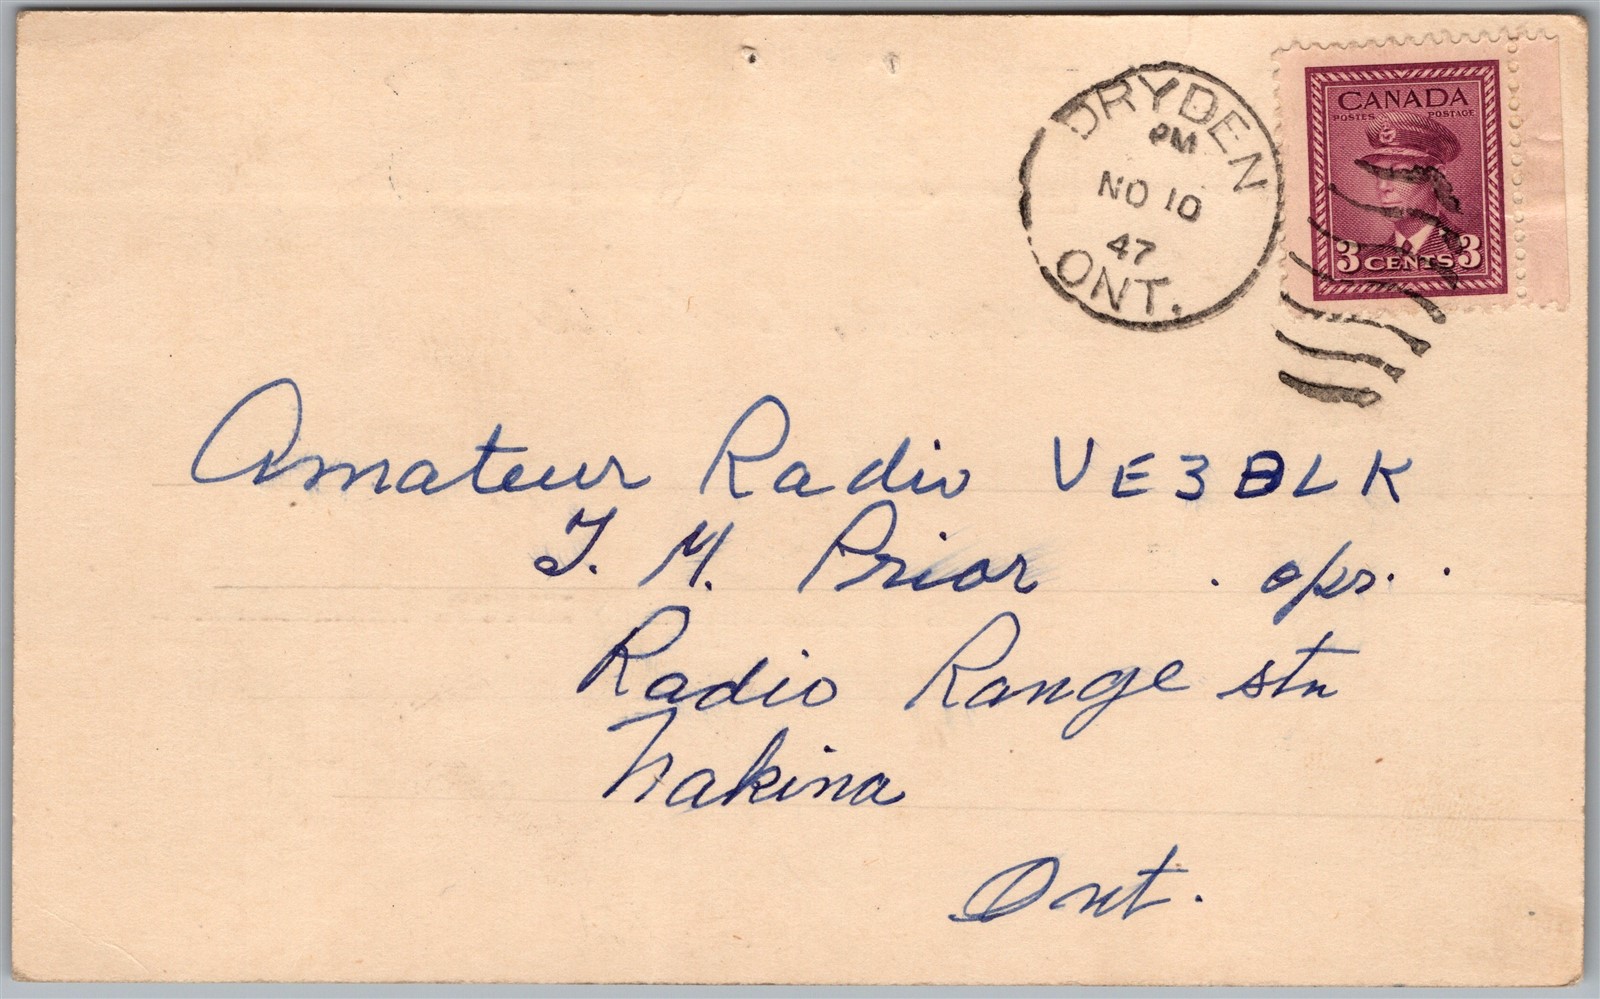 DRYDEN
PM
NO 10
47
ONT.
CANADA
POSTES POSTAGE
3 CENTS 3
Amateur Radio VE3BLK
J. M. Prior . opr. .
Radio Range stn
Nakina
Ont.